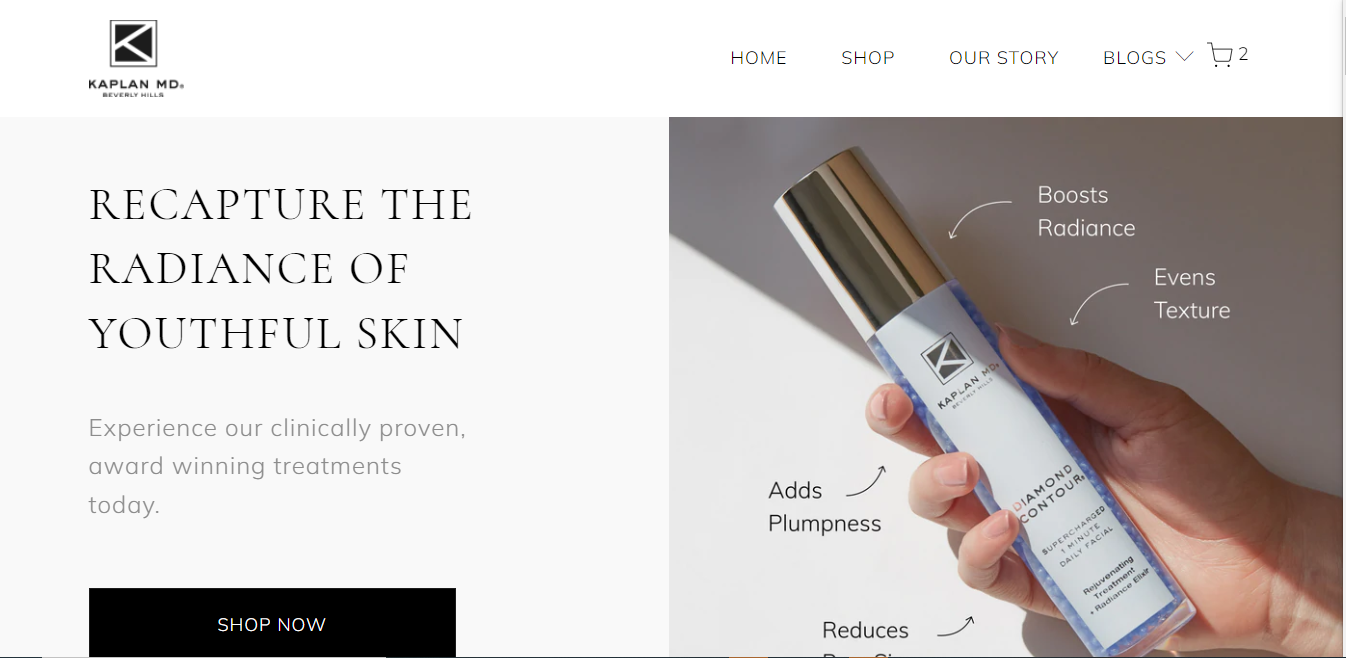 KAPLAN MD®
BEVERLY HILLS
HOME
SHOP
OUR STORY
BLOGS
2
RECAPTURE THE
RADIANCE OF
YOUTHFUL SKIN
Experience our clinically proven,
award winning treatments
today.
SHOP NOW
Boosts
Radiance
Evens
Texture
Adds
Plumpness
Reduces
KAPLAN MD®
BEVERLY HILLS
DIAMOND
CONTOUR
SUPERCHARGED
1 MINUTE
DAILY FACIAL
Rejuvenating
Treatment
+ Radiance Elixir